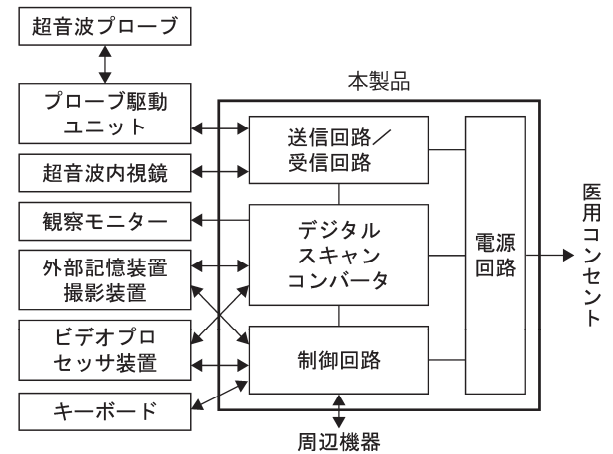 超音波プローブ
プローブ駆動
ユニット
超音波内視鏡
観察モニター
外部記憶装置
撮影装置
ビデオプロ
セッサ装置
キーボード
本製品
送信回路／
受信回路
デジタル
スキャン
コンバータ
制御回路
電源
回路
医用コンセント
周辺機器